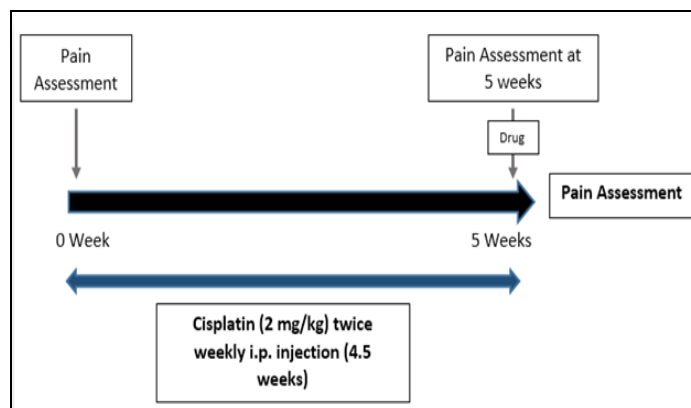 Pain
Assessment
Pain Assessment at
5 weeks
Drug
Pain Assessment
0 Week
5 Weeks
Cisplatin (2 mg/kg) twice
weekly i.p. injection (4.5
weeks)